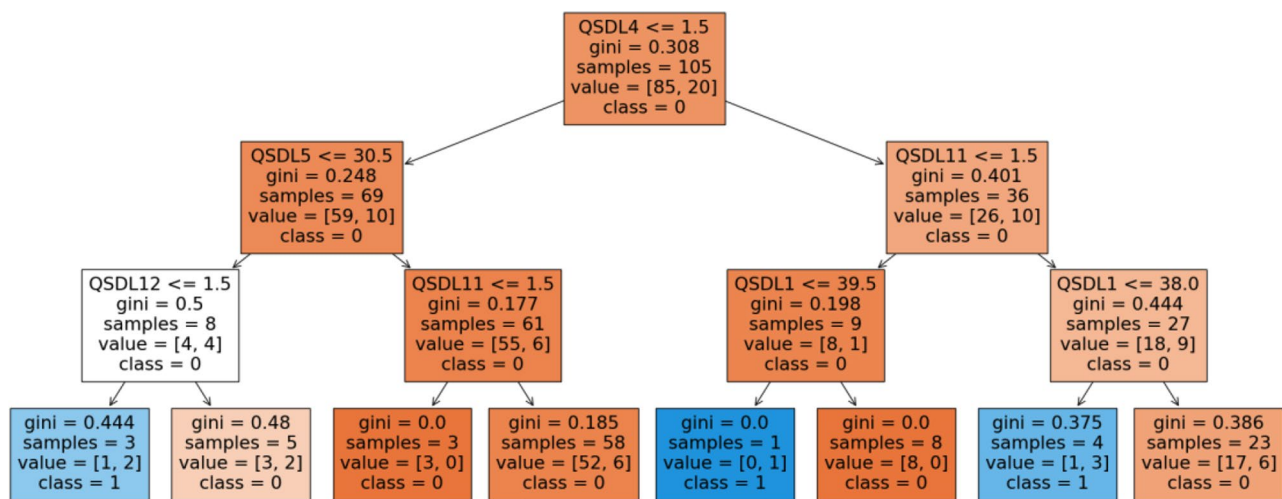 QSDL4 <= 1.5
gini = 0.308
samples = 105
value = [85, 20]
class = 0
QSDL5 <= 30.5
gini = 0.248
samples = 69
value = [59, 10]
class = 0
QSDL11 <= 1.5
gini = 0.401
samples = 36
value = [26, 10]
class = 0
QSDL12 <= 1.5
gini = 0.5
samples = 8
value = [4, 4]
class = 0
QSDL11 <= 1.5
gini = 0.177
samples = 61
value = [55, 6]
class = 0
QSDL1 <= 39.5
gini = 0.198
samples = 9
value = [8, 1]
class = 0
QSDL1 <= 38.0
gini = 0.444
samples = 27
value = [18, 9]
class = 0
gini = 0.444
samples = 3
value = [1, 2]
class = 1
gini = 0.48
samples = 5
value = [3, 2]
class = 0
gini = 0.0
samples = 3
value = [3, 0]
class = 0
gini = 0.185
samples = 58
value = [52, 6]
class = 0
gini = 0.0
samples = 1
value = [0, 1]
class = 1
gini = 0.0
samples = 8
value = [8, 0]
class = 0
gini = 0.375
samples = 4
value = [1, 3]
class = 1
gini = 0.386
samples = 23
value = [17, 6]
class = 0